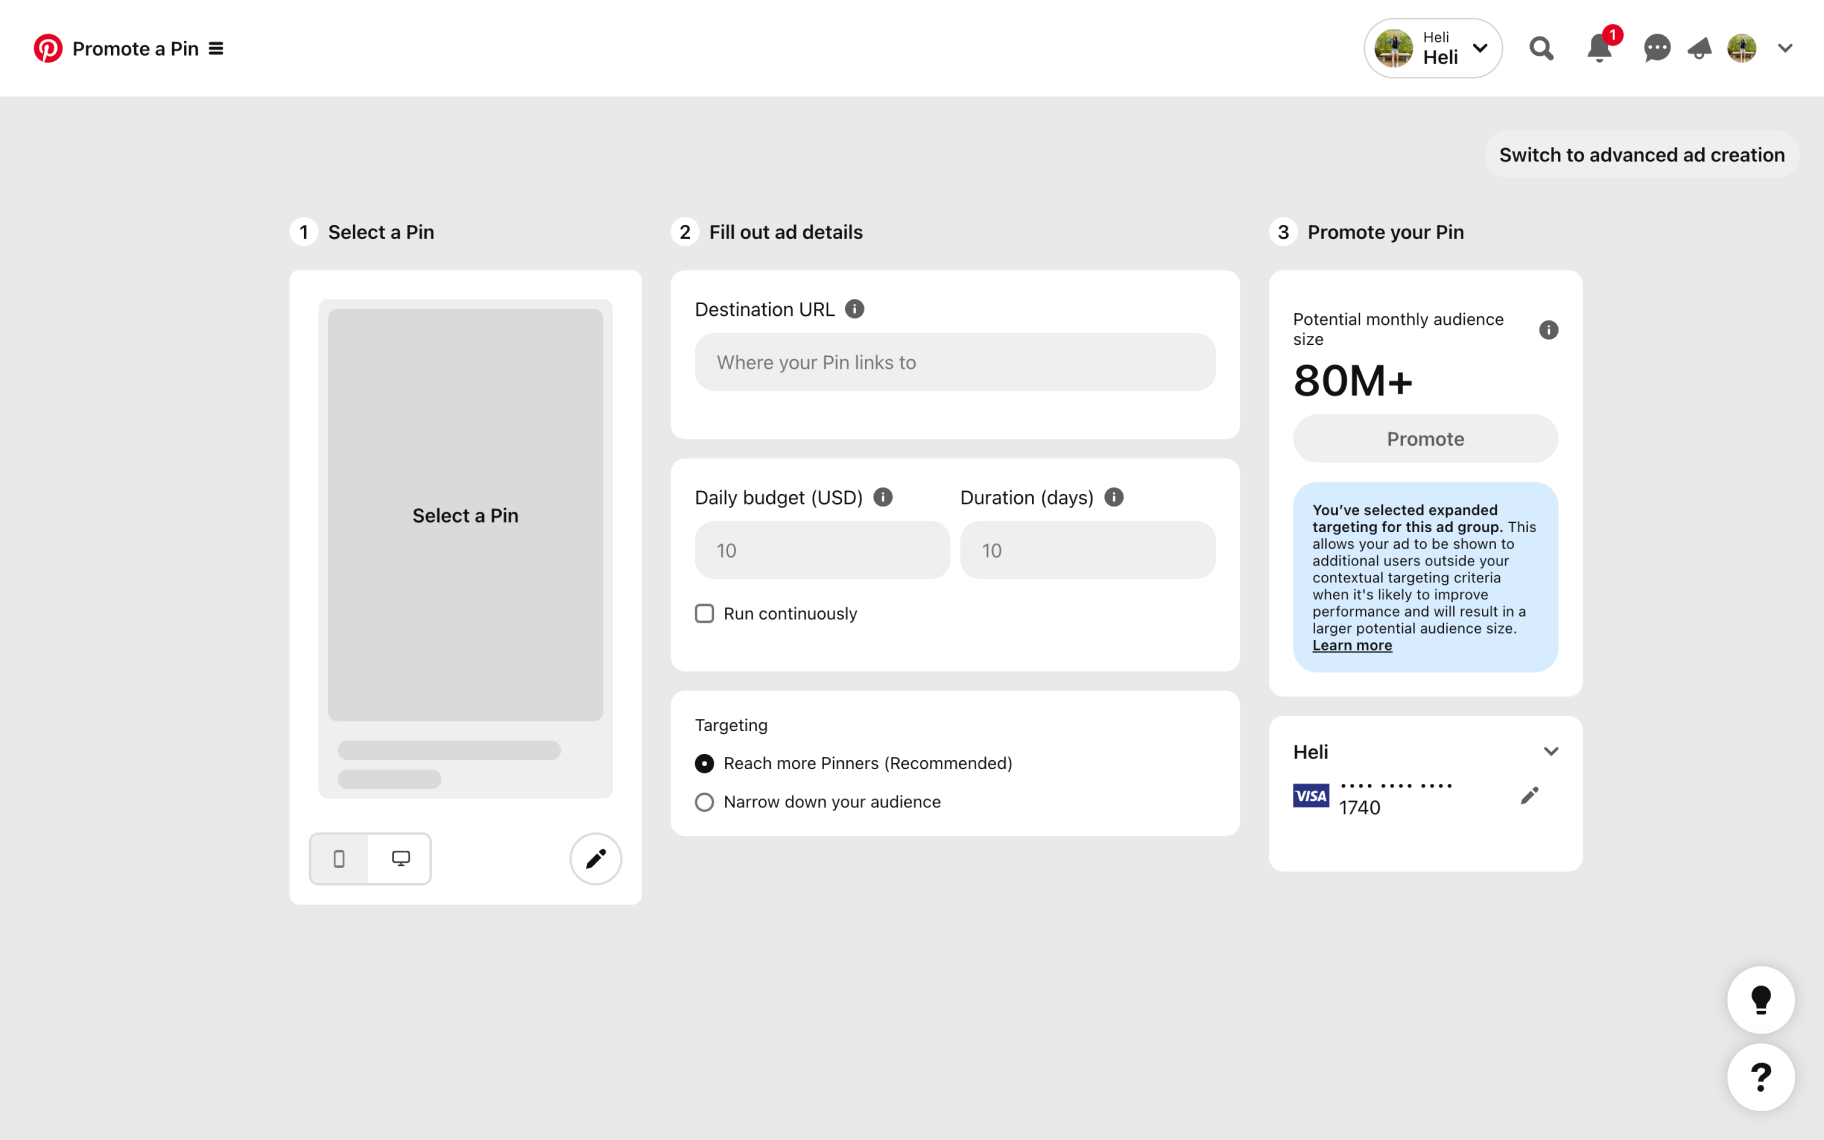 Promote a Pin
Heli
Heli
1
Switch to advanced ad creation
1 Select a Pin
Select a Pin
2 Fill out ad details
Destination URL
Where your Pin links to
Daily budget (USD)
Duration (days)
10
10
Run continuously
Targeting
Reach more Pinners (Recommended)
Narrow down your audience
3 Promote your Pin
Potential monthly audience
size
80M+
Promote
You’ve selected expanded
targeting for this ad group. This
allows your ad to be shown to
additional users outside your
contextual targeting criteria
when it's likely to improve
performance and will result in a
larger potential audience size.
Learn more
Heli
VISA •••• •••• ••••
1740
?